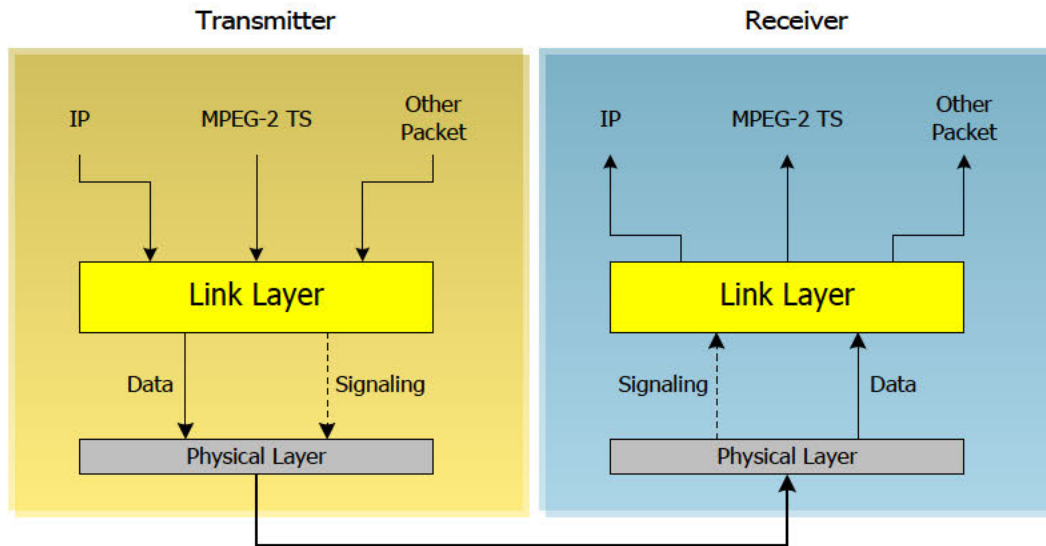 Transmitter
Receiver
IP
MPEG-2 TS
Other
Packet
IP
MPEG-2 TS
Other
Packet
Link Layer
Link Layer
Data
Signaling
Signaling
Data
Physical Layer
Physical Layer